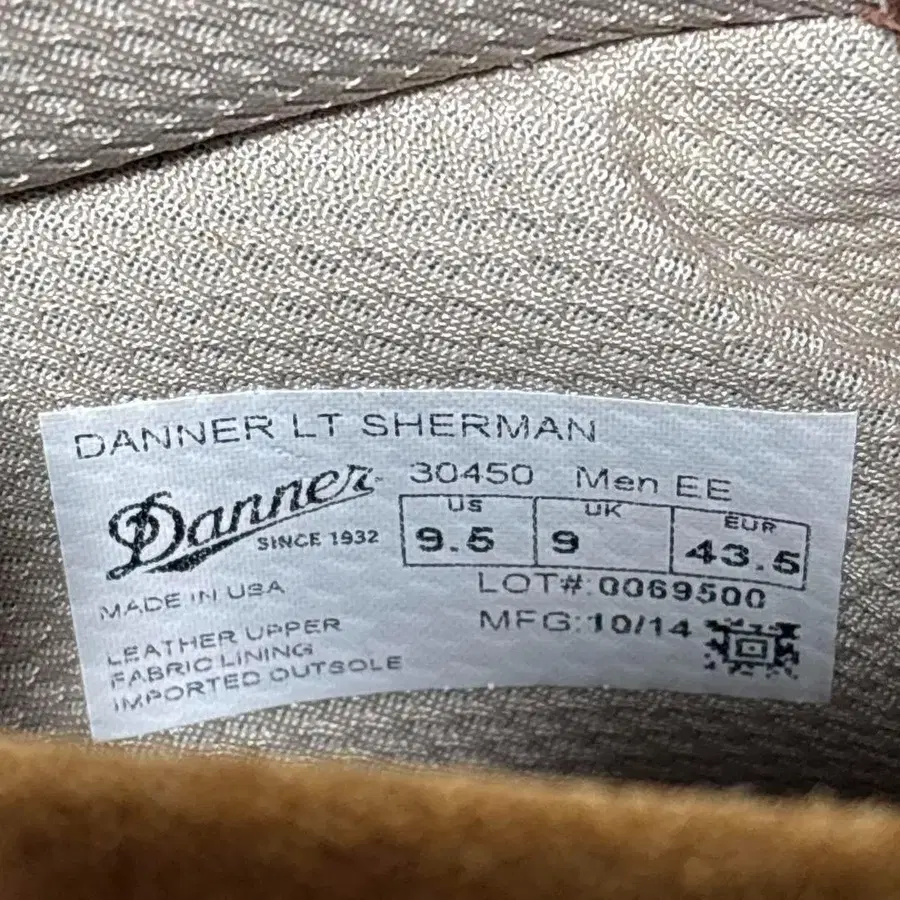 DANNER LT SHERMAN
Danner
SINCE 1932
30450 Men EE
US UK EUR
9.5 9 43.5
LOT#:0069500
MFG:10/14
MADE IN USA
LEATHER UPPER
FABRIC LINING
IMPORTED OUTSOLE